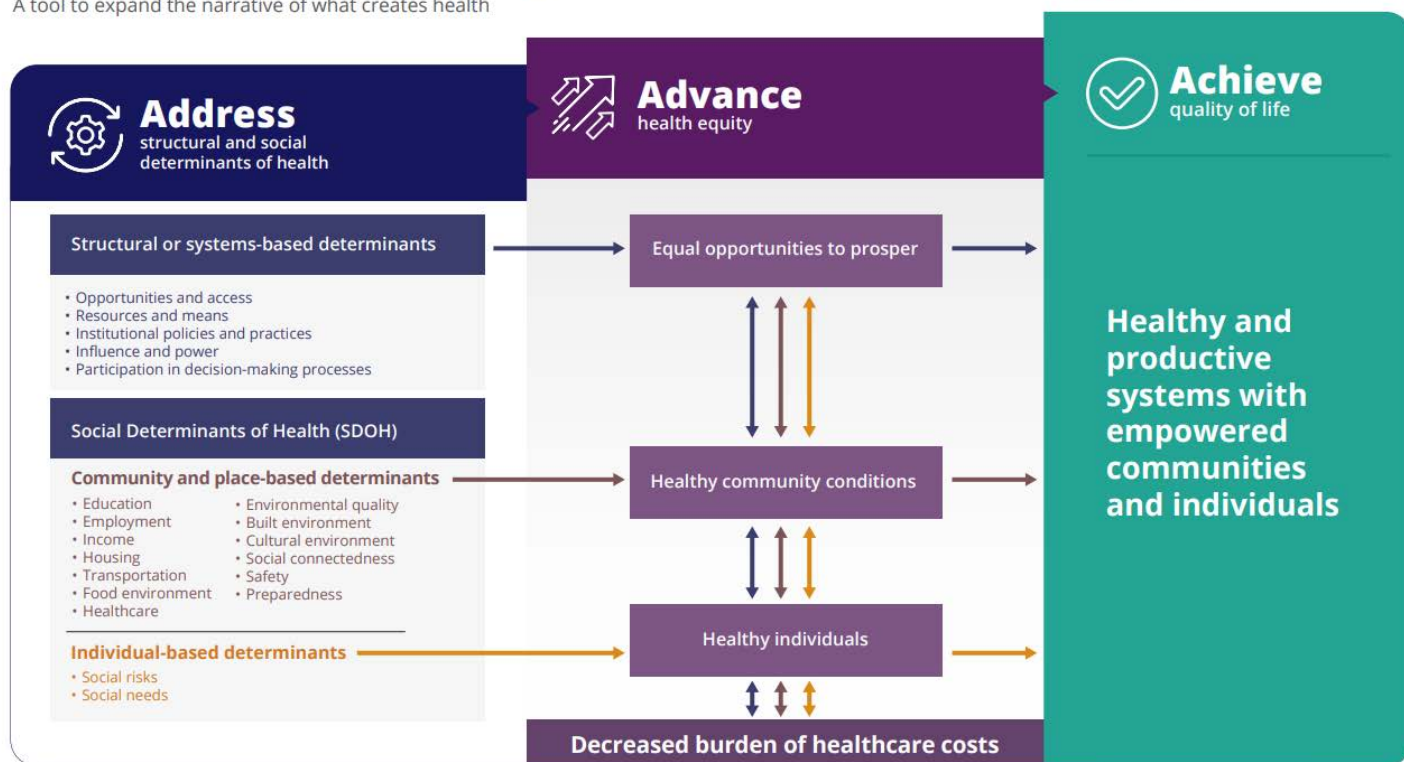 A tool to expand the narrative of what creates health
Address
structural and social
determinants of health
Structural or systems-based determinants
• Opportunities and access
• Resources and means
• Institutional policies and practices
• Influence and power
• Participation in decision-making processes
Social Determinants of Health (SDOH)
Community and place-based determinants
• Education
• Employment
• Income
• Housing
• Transportation
• Food environment
• Healthcare
• Environmental quality
• Built environment
• Cultural environment
• Social connectedness
• Safety
• Preparedness
Individual-based determinants
• Social risks
• Social needs
Advance
health equity
Equal opportunities to prosper
Healthy community conditions
Healthy individuals
Decreased burden of healthcare costs
Achieve
quality of life
Healthy and
productive
systems with
empowered
communities
and individuals